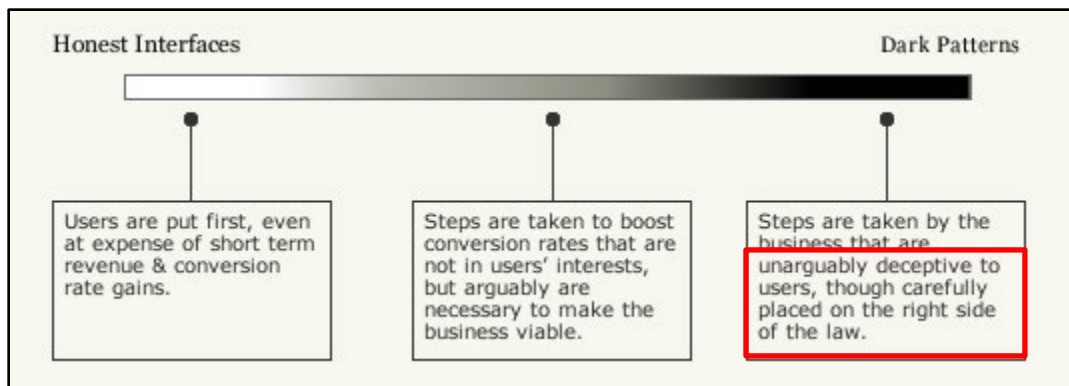 Honest Interfaces
Dark Patterns
Users are put first, even
at expense of short term
revenue & conversion
rate gains.
Steps are taken to boost
conversion rates that are
not in users' interests,
but arguably are
necessary to make the
business viable.
Steps are taken by the
business that are
unarguably deceptive to
users, though carefully
placed on the right side
of the law.